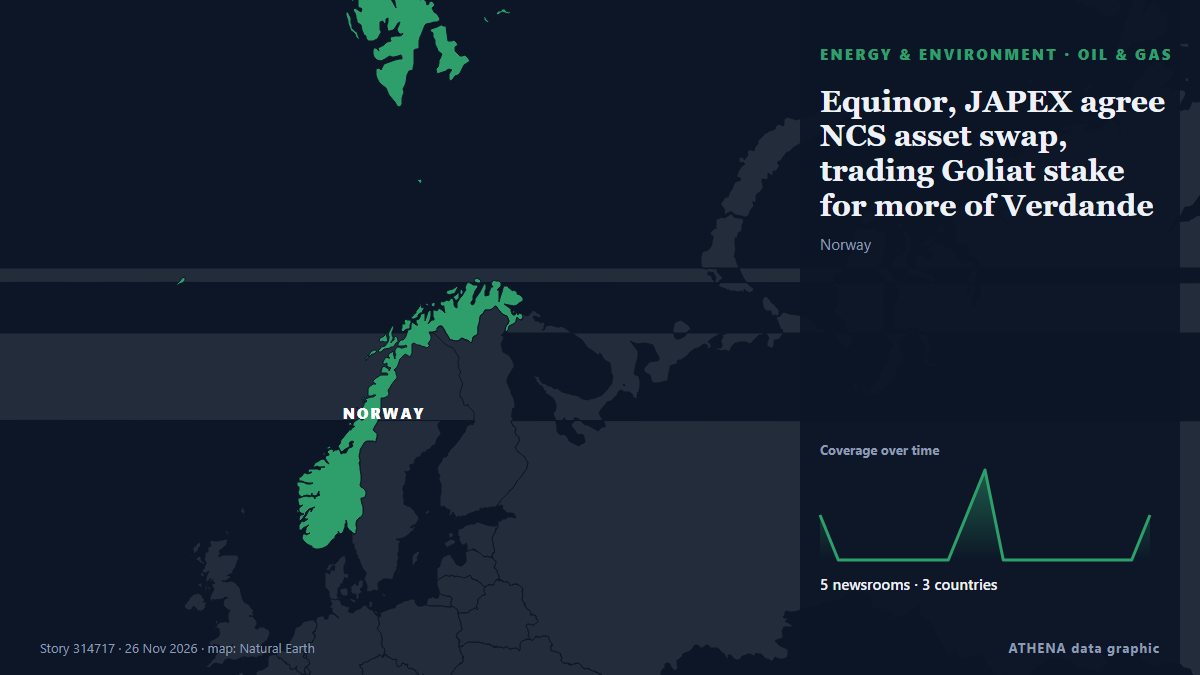 ENERGY & ENVIRONMENT · OIL & GAS
Equinor, JAPEX agree
NCS asset swap,
trading Goliat stake
for more of Verdande
Norway
NORWAY
Coverage over time
5 newsrooms · 3 countries
Story 314717 · 26 Nov 2026 · map: Natural Earth
ATHENA data graphic